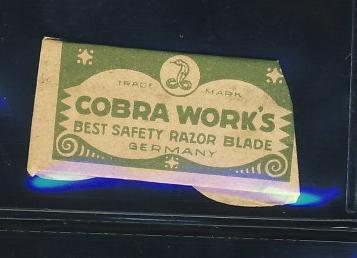 TRADE MARK
COBRA WORK'S
BEST SAFETY RAZOR BLADE
GERMANY